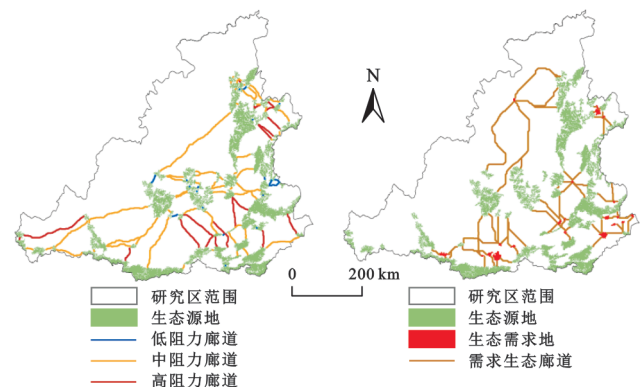 N
0 200 km
研究区范围
生态源地
低阻力廊道
中阻力廊道
高阻力廊道
研究区范围
生态源地
生态需求地
需求生态廊道